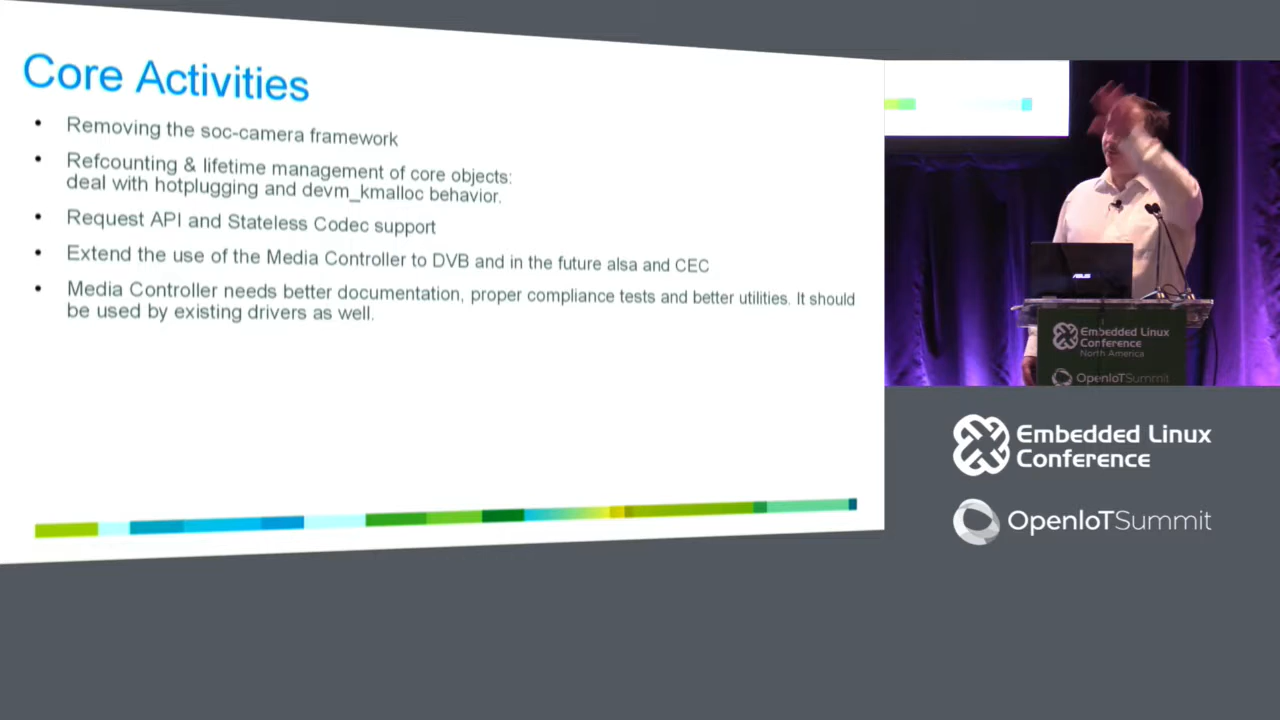 Core Activities
• Removing the soc-camera framework
• Refcounting & lifetime management of core objects:
deal with hotplugging and devm_kmalloc behavior.
• Request API and Stateless Codec support
• Extend the use of the Media Controller to DVB and in the future alsa and CEC
• Media Controller needs better documentation, proper compliance tests and better utilities. It should
be used by existing drivers as well.
ASUS
Embedded Linux
Conference
North America
OpenIoTSummit
Embedded Linux
Conference
OpenIoTSummit